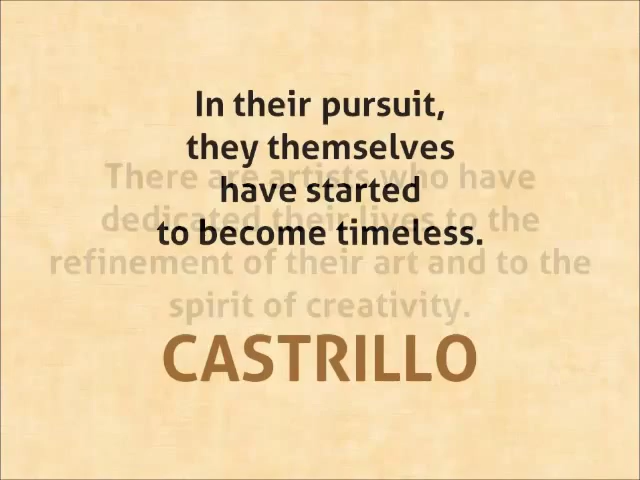 In their pursuit,
they themselves
have started
to become timeless.
There are artists who have
dedicated their lives to the
refinement of their art and to the
spirit of creativity.
CASTRILLO